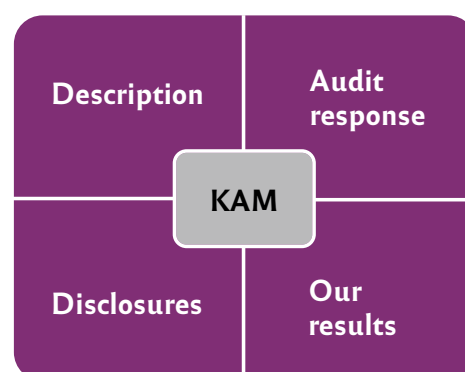 Description
Audit
response
KAM
Disclosures
Our
results